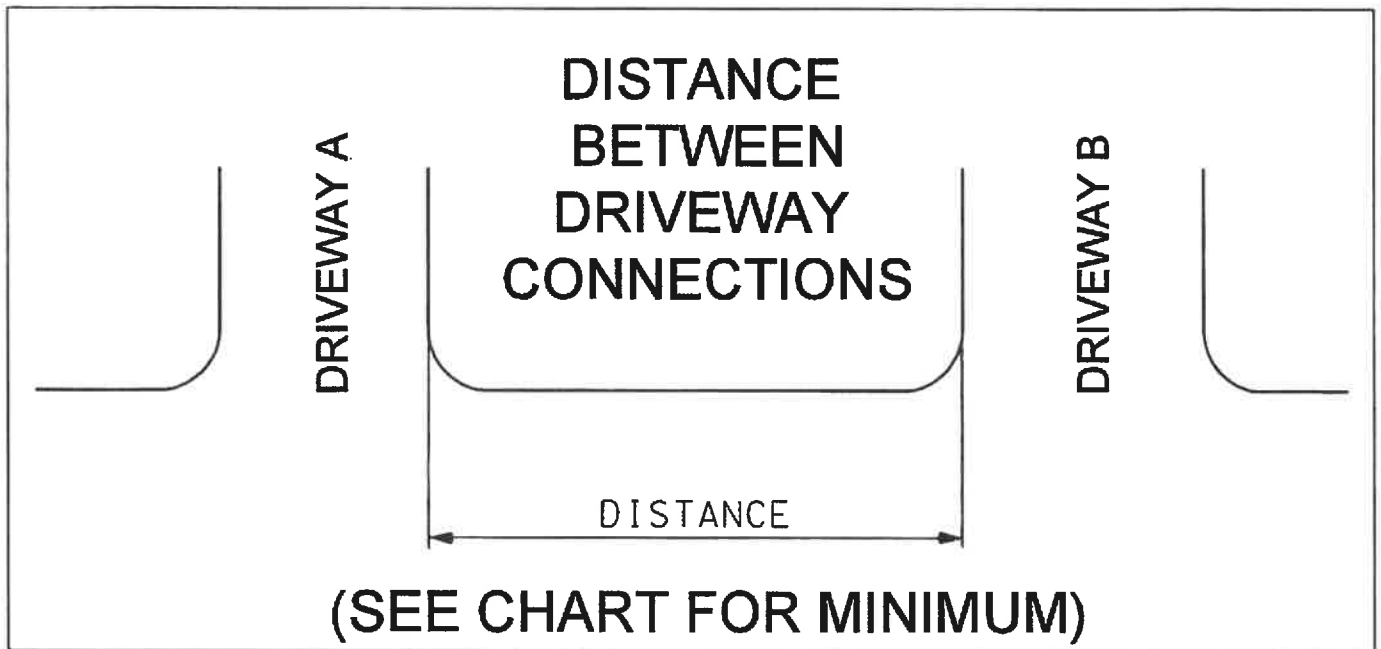 DISTANCE
BETWEEN
DRIVEWAY
CONNECTIONS
DRIVEWAY A
DRIVEWAY B
DISTANCE
(SEE CHART FOR MINIMUM)